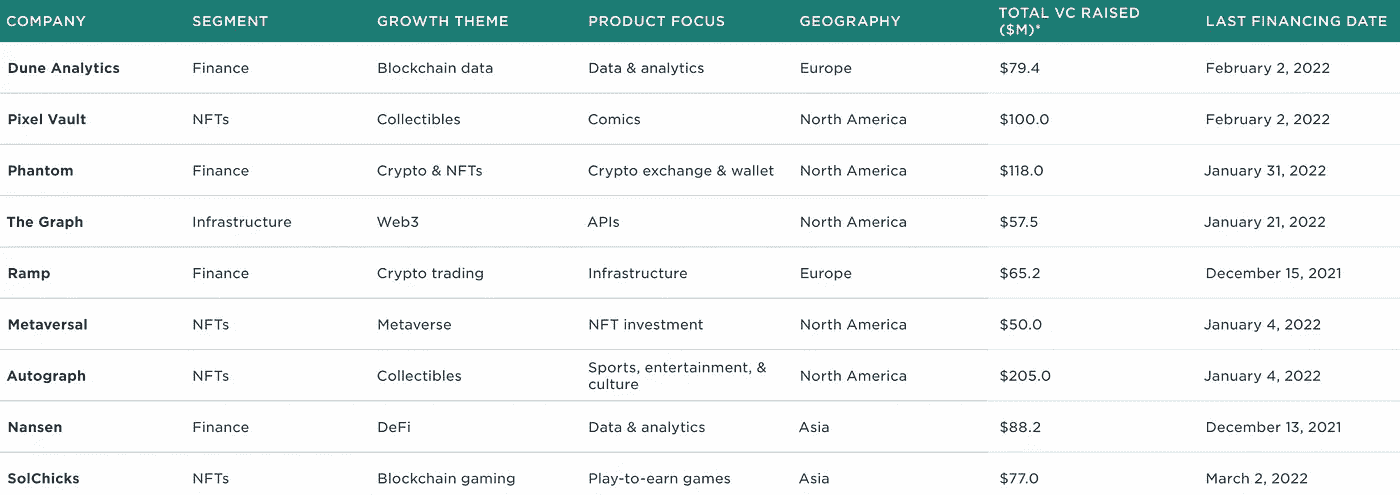 COMPANY SEGMENT GROWTH THEME PRODUCT FOCUS GEOGRAPHY TOTAL VC RAISED ($M)* LAST FINANCING DATE
Dune Analytics Finance Blockchain data Data & analytics Europe $79.4 February 2, 2022
Pixel Vault NFTs Collectibles Comics North America $100.0 February 2, 2022
Phantom Finance Crypto & NFTs Crypto exchange & wallet North America $118.0 January 31, 2022
The Graph Infrastructure Web3 APIs North America $57.5 January 21, 2022
Ramp Finance Crypto trading Infrastructure Europe $65.2 December 15, 2021
Metaversal NFTs Metaverse NFT investment North America $50.0 January 4, 2022
Autograph NFTs Collectibles Sports, entertainment, & culture North America $205.0 January 4, 2022
Nansen Finance DeFi Data & analytics Asia $88.2 December 13, 2021
SolChicks NFTs Blockchain gaming Play-to-earn games Asia $77.0 March 2, 2022